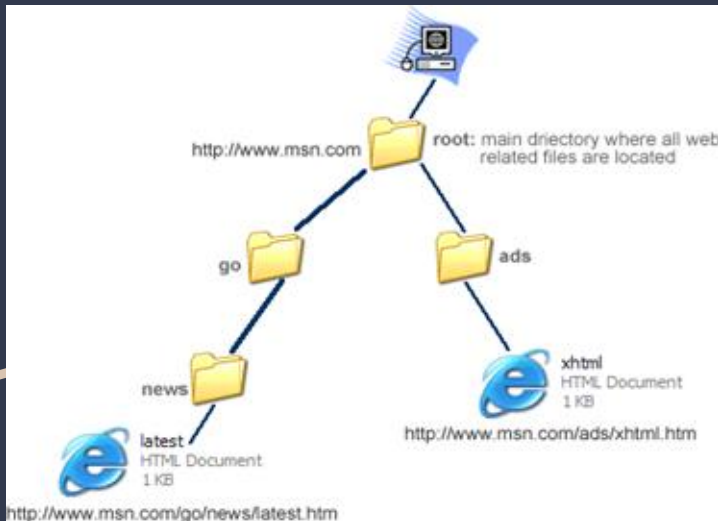 http://www.msn.com
root: main driectory where all web
related files are located
go
ads
news
xhtml
HTML Document
1 KB
http://www.msn.com/ads/xhtml.htm
latest
HTML Document
1 KB
http://www.msn.com/go/news/latest.htm